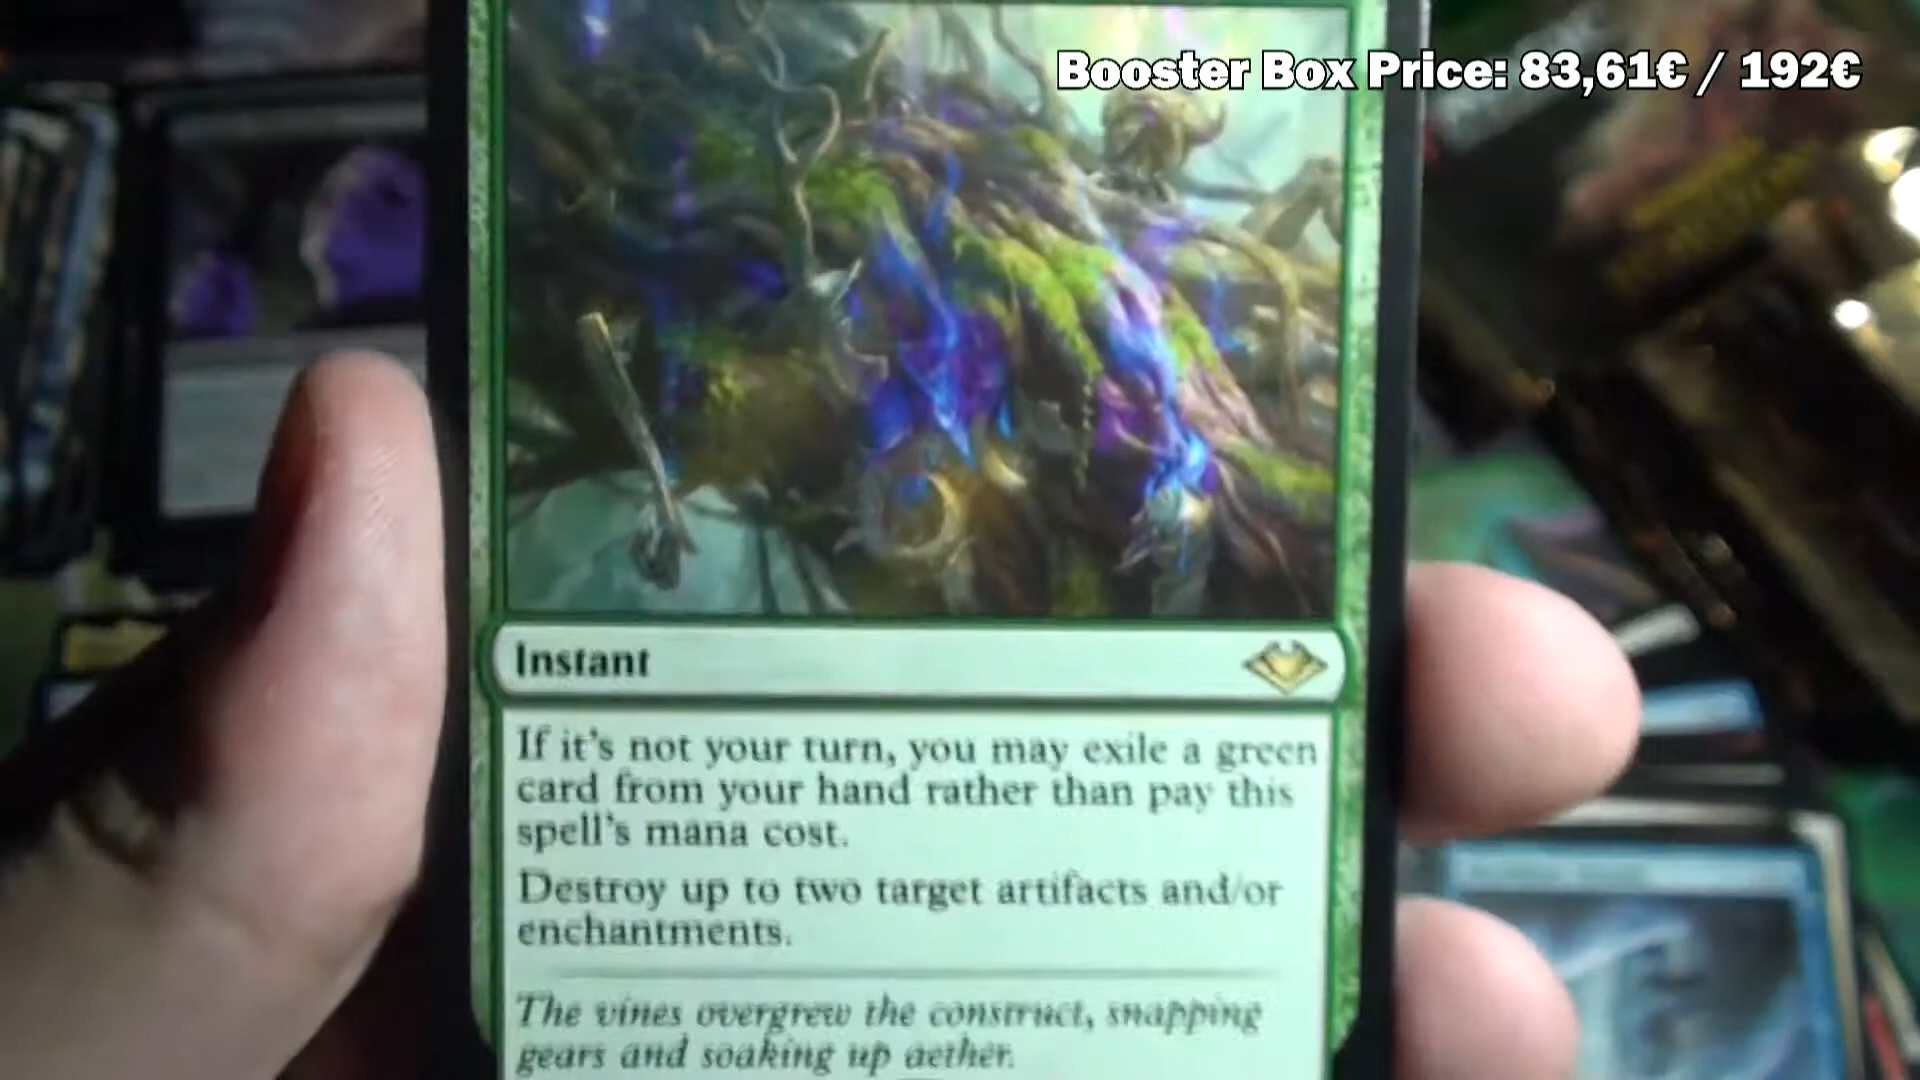 Booster Box Price: 83,61€ / 192€
Instant
If it's not your turn, you may exile a green
card from your hand rather than pay this
spell's mana cost.
Destroy up to two target artifacts and/or
enchantments.
The vines overgrew the construct, snapping
gears and soaking up aether.